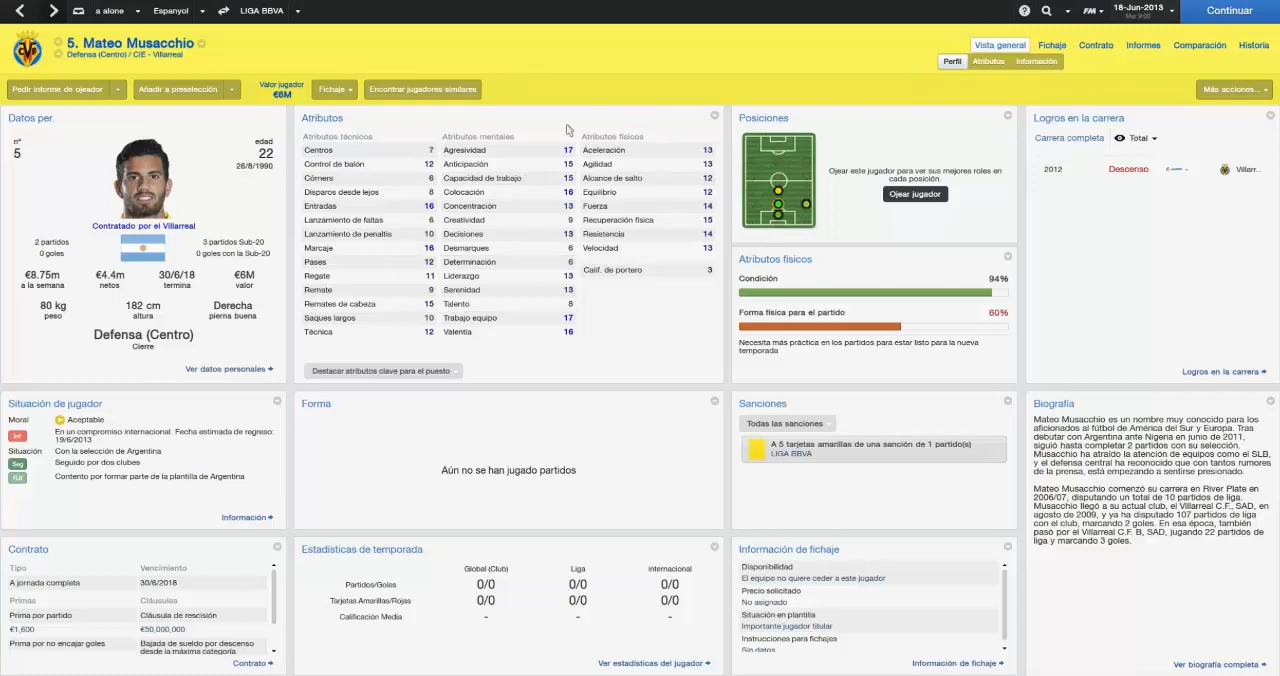 a alone
Espanyol
LIGA BBVA
FM
18-Jun-2013
Mar 9:00
Continuar
5. Mateo Musacchio
Defensa (Centro) / CIE - Villarreal
Vista general
Fichaje
Contrato
Informes
Comparación
Historia
Perfil
Atributos
Información
Pedir informe de ojeador
Añadir a preselección
Valor jugador
€6M
Fichaje
Encontrar jugadores similares
Más acciones...
Datos per.
nº
5
edad
22
26/8/1990
Contratado por el Villarreal
2 partidos
0 goles
3 partidos Sub-20
0 goles con la Sub-20
€8.75m
a la semana
€4.4m
netos
30/6/18
termina
€6M
valor
80 kg
peso
182 cm
altura
Derecha
pierna buena
Defensa (Centro)
Cierre
Ver datos personales
Atributos
Atributos técnicos
Centros 7
Control de balón 12
Córners 6
Disparos desde lejos 8
Entradas 16
Lanzamiento de faltas 6
Lanzamiento de penaltis 10
Marcaje 16
Pases 12
Regate 11
Remate 9
Remates de cabeza 15
Saques largos 10
Técnica 12
Atributos mentales
Agresividad 17
Anticipación 15
Capacidad de trabajo 15
Colocación 16
Concentración 13
Creatividad 9
Decisiones 13
Desmarques 6
Determinación 6
Liderazgo 13
Serenidad 13
Talento 8
Trabajo equipo 17
Valentía 16
Atributos físicos
Aceleración 13
Agilidad 13
Alcance de salto 12
Equilibrio 12
Fuerza 14
Recuperación física 15
Resistencia 14
Velocidad 13
Calif. de portero 3
Destacar atributos clave para el puesto
Posiciones
Ojear este jugador para ver sus mejores roles en
cada posición.
Ojear jugador
Atributos físicos
Condición 94%
Forma física para el partido 60%
Necesita más práctica en los partidos para estar listo para la nueva
temporada
Logros en la carrera
Carrera completa
Total
2012 Descenso Villarr...
Logros en la carrera
Situación de jugador
Moral Aceptable
Int En un compromiso internacional. Fecha estimada de regreso:
19/6/2013
Situación Con la selección de Argentina
Seg Seguido por dos clubes
Contento por formar parte de la plantilla de Argentina
Información
Forma
Aún no se han jugado partidos
Sanciones
Todas las sanciones
A 5 tarjetas amarillas de una sanción de 1 partido(s)
LIGA BBVA
Biografía
Mateo Musacchio es un nombre muy conocido para los
aficionados al fútbol de América del Sur y Europa. Tras
debutar con Argentina ante Nigeria en junio de 2011,
siguió hasta completar 2 partidos con su selección.
Musacchio ha atraído la atención de equipos como el SLB,
y el defensa central ha reconocido que con tantos rumores
de la prensa, está empezando a sentirse presionado.
Mateo Musacchio comenzó su carrera en River Plate en
2006/07, disputando un total de 10 partidos de liga.
Musacchio llegó a su actual club, el Villarreal C.F., SAD, en
agosto de 2009, y ya ha disputado 107 partidos de liga
con el club, marcando 2 goles. En esa época, también
pasó por el Villarreal C.F. B, SAD, jugando 22 partidos de
liga y marcando 3 goles.
Ver biografía completa
Contrato
Tipo Vencimiento
A jornada completa 30/6/2018
Primas Cláusulas
Prima por partido Cláusula de rescisión
€1,600 €50,000,000
Prima por no encajar goles Bajada de sueldo por descenso
desde la máxima categoría
Contrato
Estadísticas de temporada
Global (Club) Liga Internacional
Partidos/Goles 0/0 0/0 0/0
Tarjetas Amarillas/Rojas 0/0 0/0 0/0
Calificación Media - - -
Ver estadísticas del jugador
Información de fichaje
Disponibilidad
El equipo no quiere ceder a este jugador
Precio solicitado
No asignado
Situación en plantilla
Importante jugador titular
Instrucciones para fichajes
Sin datos
Información de fichaje